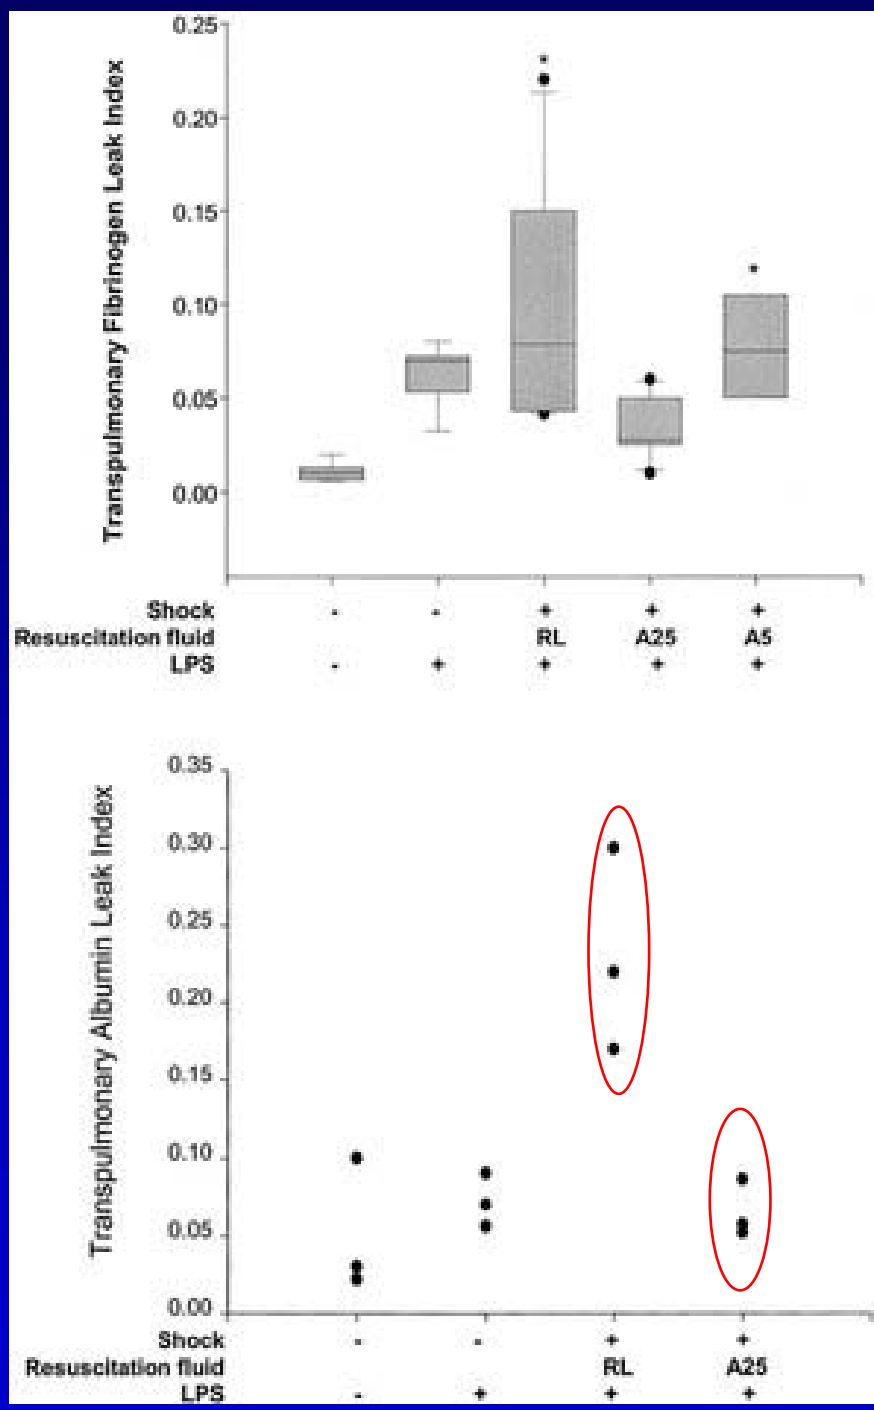 Transpulmonary Fibrinogen Leak Index
0.25
0.20
0.15
0.10
0.05
0.00
* *
Shock - - + + +
Resuscitation fluid RL A25 A5
LPS - + + + +
Transpulmonary Albumin Leak Index
0.35
0.30
0.25
0.20
0.15
0.10
0.05
0.00
Shock - - + +
Resuscitation fluid RL A25
LPS - + + +